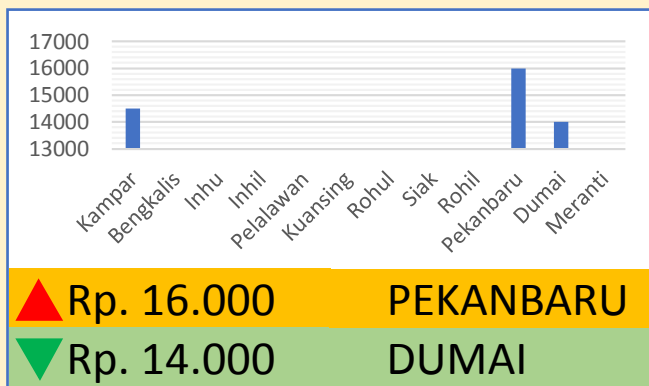 17000
16000
15000
14000
13000
Kampar
Bengkalis
Inhu
Inhil
Pelalawan
Kuansing
Rohul
Siak
Rohil
Pekanbaru
Dumai
Meranti
Rp. 16.000 PEKANBARU
Rp. 14.000 DUMAI